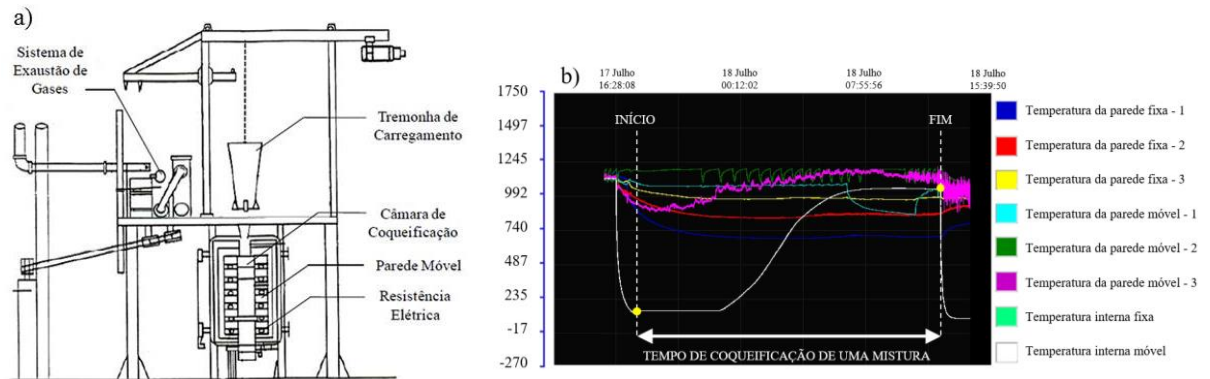 a)
Sistema de
Exaustão de
Gases
Tremonha de
Carregamento
Câmara de
Coqueificação
Parede Móvel
Resistência
Elétrica
b)
17 Julho
16:28:08
18 Julho
00:12:02
18 Julho
07:55:56
18 Julho
15:39:50
1750
1497
1245
992
740
487
235
-17
-270
INÍCIO
FIM
TEMPO DE COQUEIFICAÇÃO DE UMA MISTURA
Temperatura da parede fixa - 1
Temperatura da parede fixa - 2
Temperatura da parede fixa - 3
Temperatura da parede móvel - 1
Temperatura da parede móvel - 2
Temperatura da parede móvel - 3
Temperatura interna fixa
Temperatura interna móvel